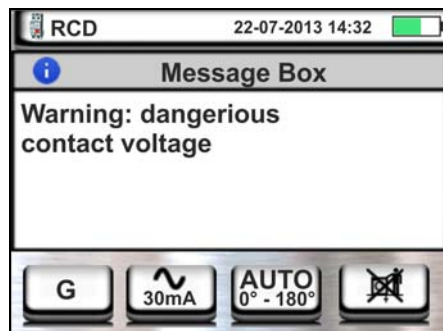 RCD 22-07-2013 14:32
Message Box
Warning: dangerious
contact voltage
G
30mA
AUTO
0° - 180°